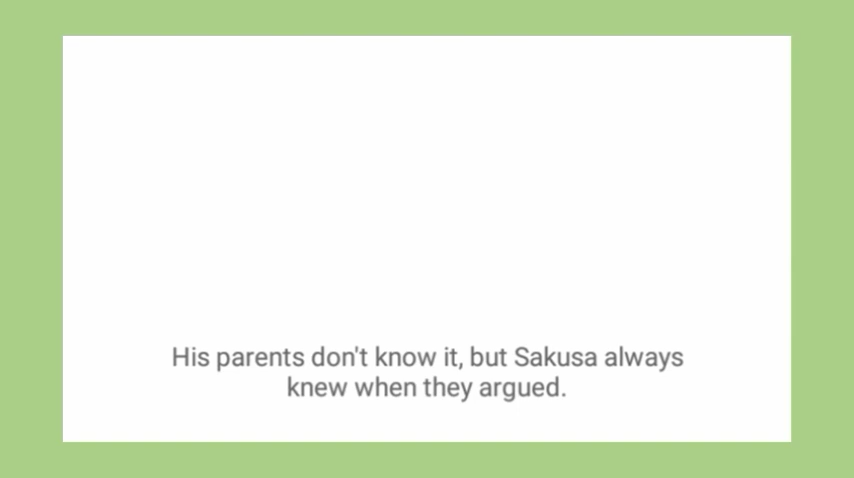 His parents don't know it, but Sakusa always
knew when they argued.